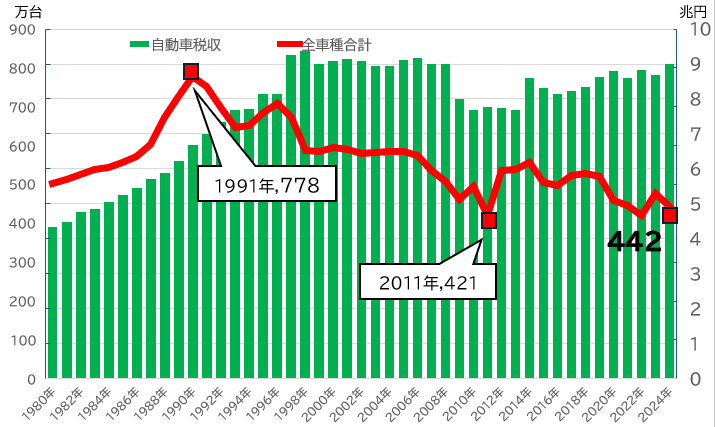 万台
兆円
自動車税収
全車種合計
900
800
700
600
500
400
300
200
100
0
10
9
8
7
6
5
4
3
2
1
0
1991年,778
2011年,421
442
1980年
1982年
1984年
1986年
1988年
1990年
1992年
1994年
1996年
1998年
2000年
2002年
2004年
2006年
2008年
2010年
2012年
2014年
2016年
2018年
2020年
2022年
2024年